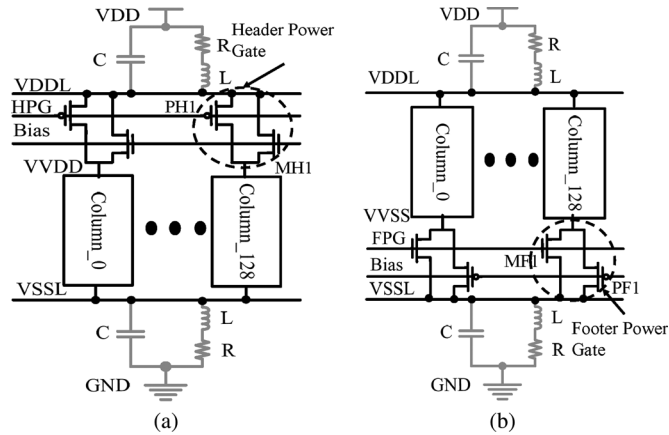 VDD
C
R
L
Header Power
Gate
VDDL
HPG
PH1
Bias
MH1
VVDD
Column_0
Column_128
VSSL
C
L
R
GND
(a)
VDD
C
R
L
VDDL
Column_0
Column_128
VVSS
FPG
MF1
Bias
PF1
VSSL
C
L
R
Footer Power
Gate
GND
(b)